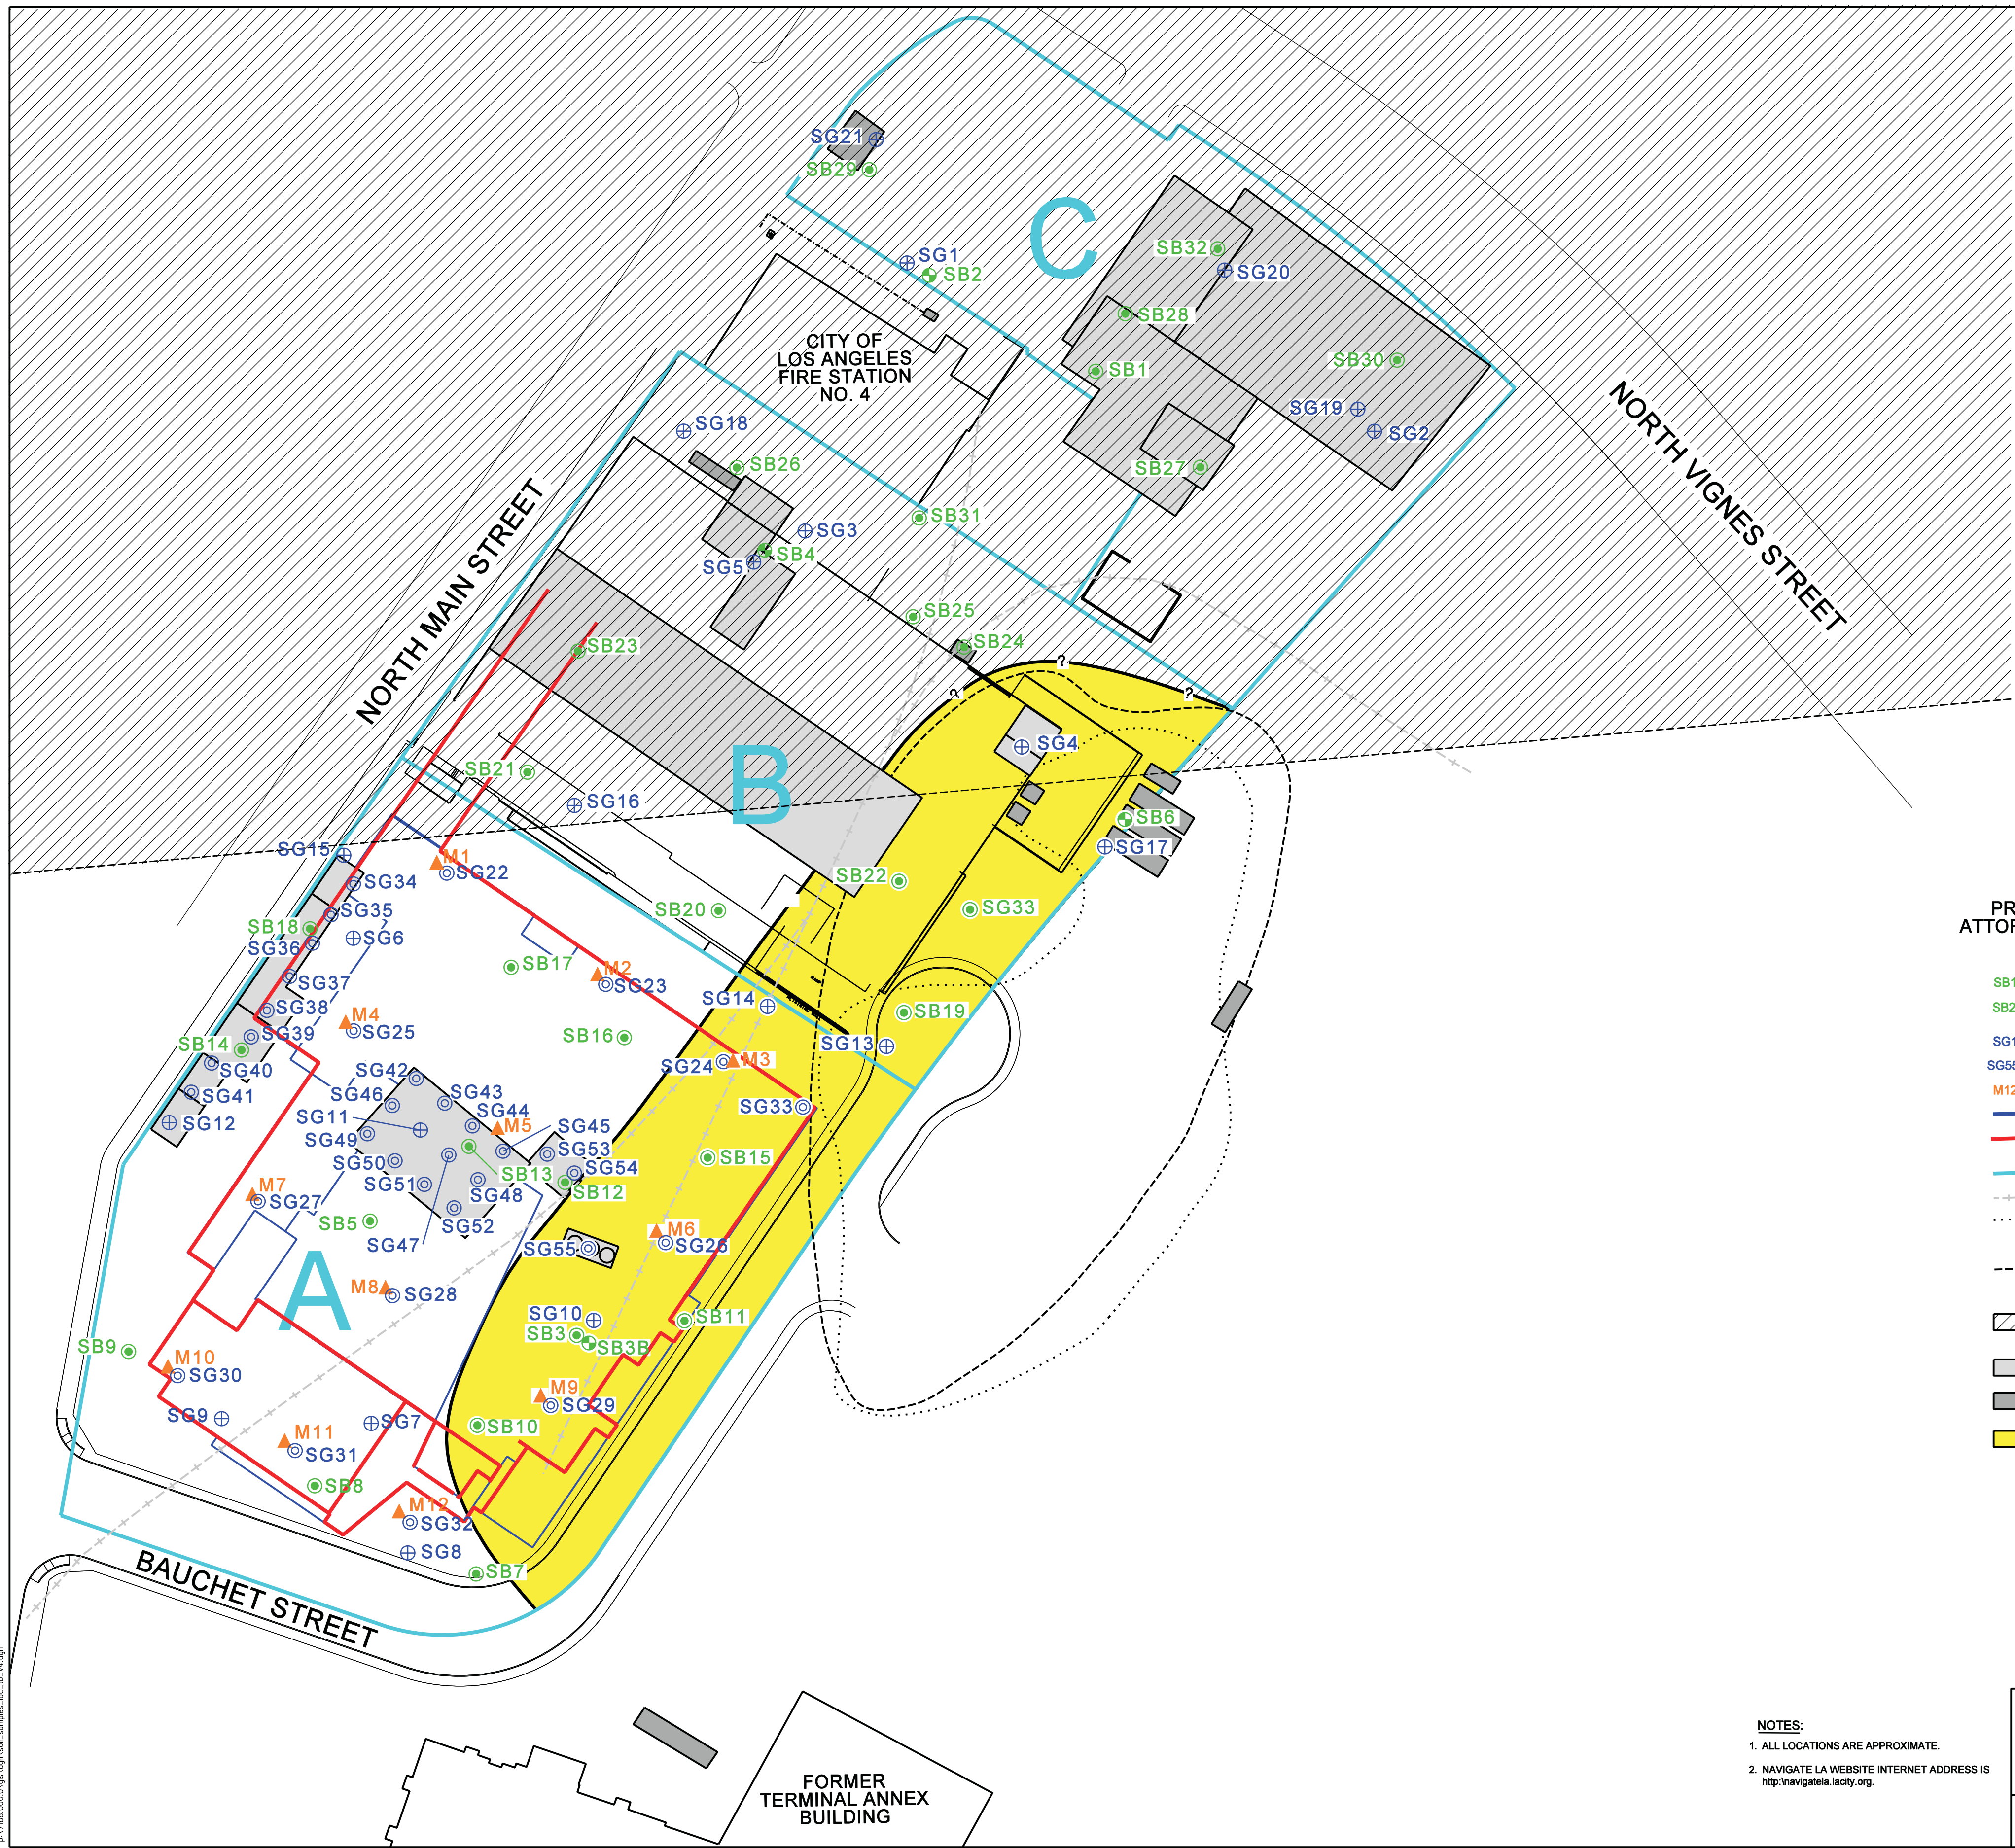 SG21
SB29
C
SG1
SB2
SB32
SG20
SB28
CITY OF
LOS ANGELES
FIRE STATION
NO. 4
SB1
SB30
SG19
SG2
SG18
SB26
SB27
NORTH VIGNES STREET
SB31
SG3
SB4
SG5
NORTH MAIN STREET
SB25
SB24
SB23
?
?
?
SG4
B
SB21
SG16
SB6
SG17
SG15
M1
SG22
SG34
SB22
SG35
SB20
SG33
SB18
SG36
SG6
PR
ATTOR
SB17
M2
SG23
SG37
SB1
SG14
SB2
SG38
M4
SB19
SG25
SG39
SB16
SB14
SG13
SG1
SG40
SG24
M3
SG42
SG55
SG41
SG46
SG43
M12
SG33
SG11
SG44
SG12
M5
SG45
SG49
SG53
SB15
SG50
SB13
SG54
SG51
SG48
SB12
M7
SG27
SB5
SG52
M6
SG47
SG26
SG55
A
M8
SG28
SG10
SB11
SB3
SB3B
SB9
M10
SG30
M9
SG29
SG9
SG7
SB10
M11
SG31
SB8
M12
SG32
SG8
SB7
BAUCHET STREET
NOTES:
1. ALL LOCATIONS ARE APPROXIMATE.
2. NAVIGATE LA WEBSITE INTERNET ADDRESS IS
http:\navigatela.lacity.org.
FORMER
TERMINAL ANNEX
BUILDING